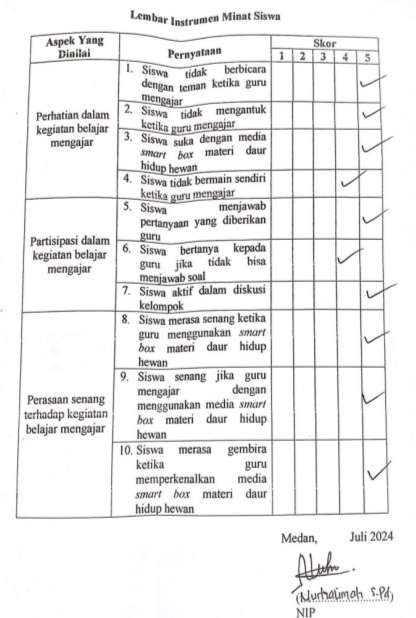 Lembar Instrumen Minat Siswa
Aspek Yang
Dinilai
Pernyataan
Skor
1 2 3 4 5
Perhatian dalam
kegiatan belajar
mengajar
1. Siswa tidak berbicara
dengan teman ketika guru
mengajar
2. Siswa tidak mengantuk
ketika guru mengajar
3. Siswa suka dengan media
smart box materi daur
hidup hewan
4. Siswa tidak bermain sendiri
ketika guru mengajar
Partisipasi dalam
kegiatan belajar
mengajar
5. Siswa menjawab
pertanyaan yang diberikan
guru
6. Siswa bertanya kepada
guru jika tidak bisa
menjawab soal
7. Siswa aktif dalam diskusi
kelompok
Perasaan senang
terhadap kegiatan
belajar mengajar
8. Siswa merasa senang ketika
guru menggunakan smart
box materi daur hidup
hewan
9. Siswa senang jika guru
mengajar dengan
menggunakan media smart
box materi daur hidup
hewan
10. Siswa merasa gembira
ketika guru
memperkenalkan media
smart box materi daur
hidup hewan
Medan, Juli 2024
(Nurhalimah S.Pd)
NIP